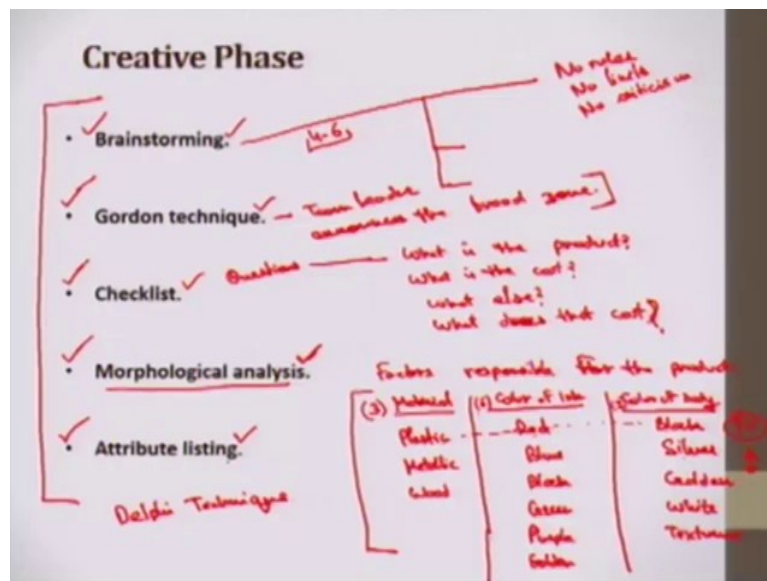 Creative Phase
No rules
No limits
No criticism
• Brainstorming.
4-6
• Gordon technique. - Team leader
announces the broad zone.
• Checklist.
Questions
What is the product?
What is the cost?
What else?
What does that cost?
• Morphological analysis.
Factors responsible for the product
(3) Material
Plastic
Metallic
Wood
(6) Color of Ink
Red
Blue
Black
Green
Purple
Golden
Color of body
Black
Silver
Golden
White
• Attribute listing.
Delphi Technique